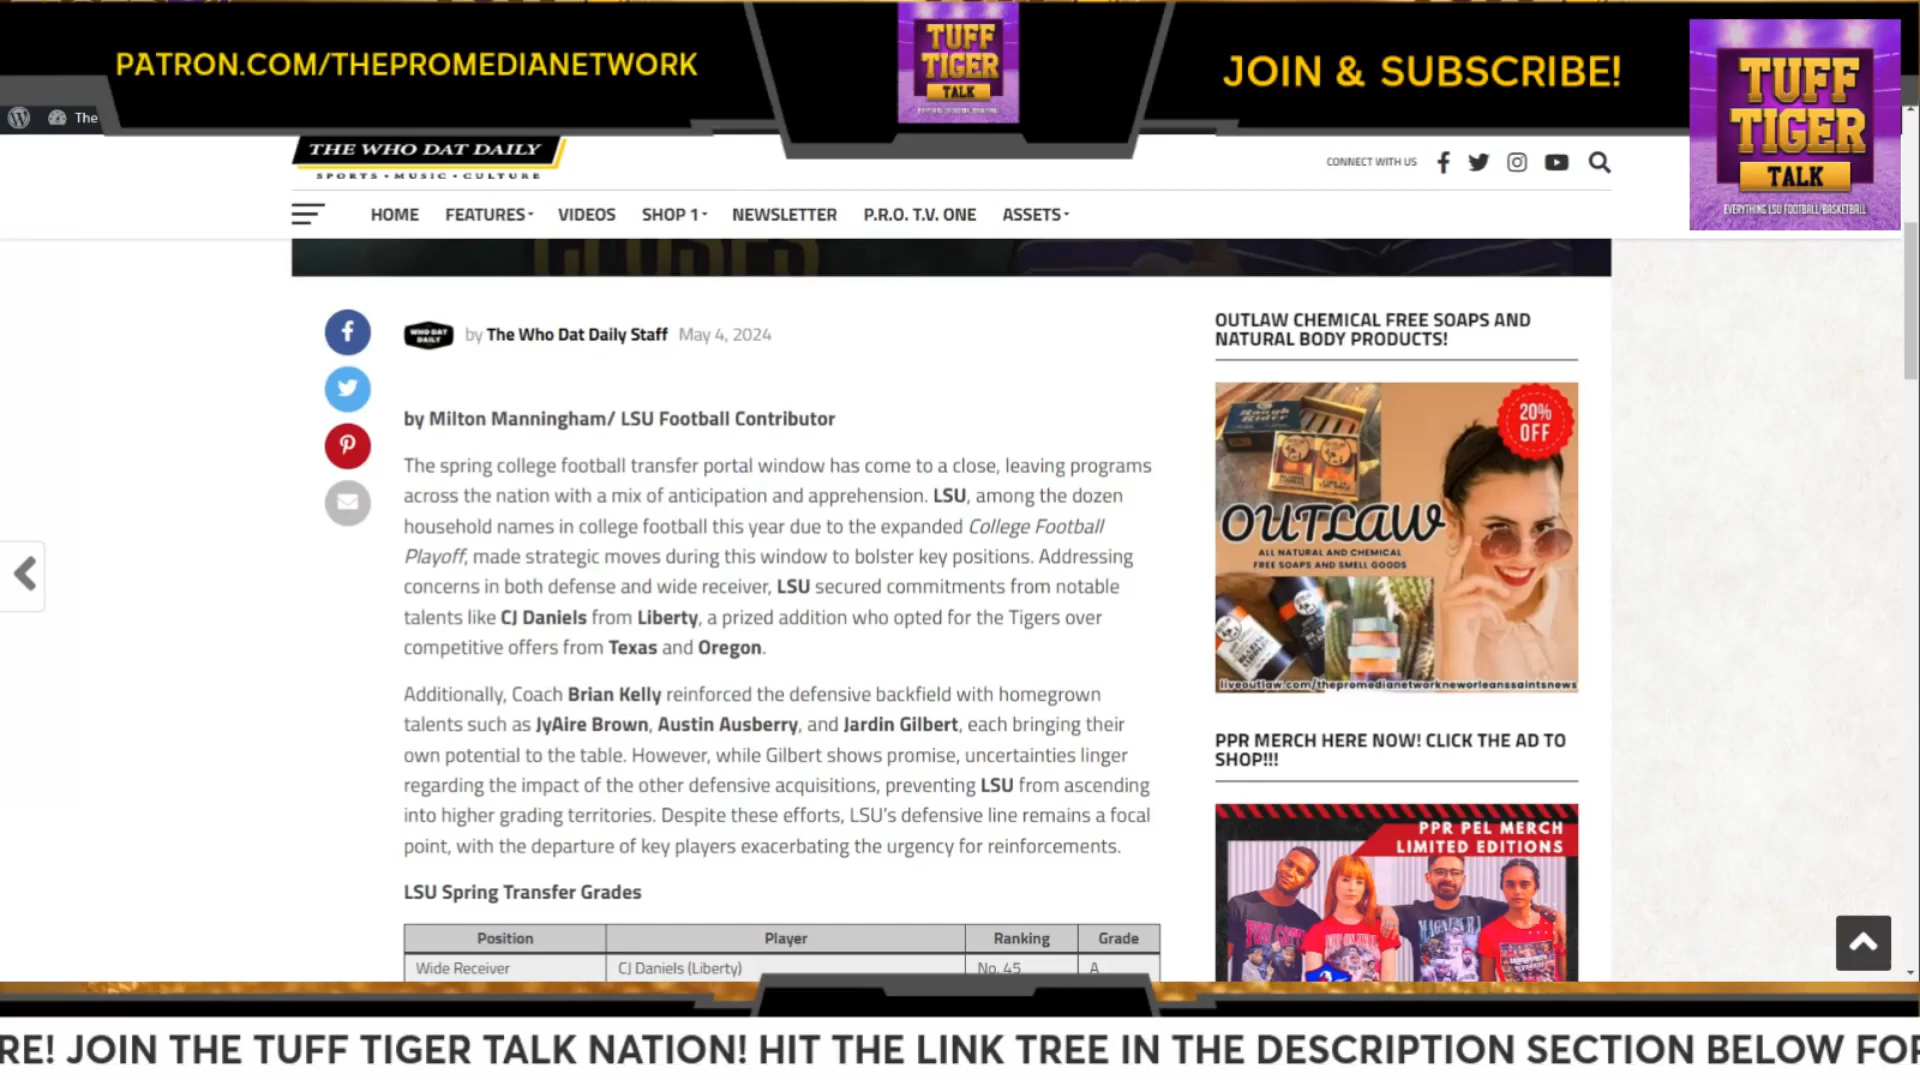 PATRON.COM/THEPROMEDIANETWORK
TUFF
TIGER
TALK
JOIN & SUBSCRIBE!
TUFF
TIGER
TALK
EVERYTHING LSU FOOTBALL/BASKETBALL
The
THE WHO DAT DAILY
SPORTS • MUSIC • CULTURE
CONNECT WITH US
HOME FEATURES VIDEOS SHOP 1 NEWSLETTER P.R.O. T.V. ONE ASSETS
WHO DAT
DAILY
by The Who Dat Daily Staff May 4, 2024
by Milton Manningham/ LSU Football Contributor
The spring college football transfer portal window has come to a close, leaving programs
across the nation with a mix of anticipation and apprehension. LSU, among the dozen
household names in college football this year due to the expanded College Football
Playoff, made strategic moves during this window to bolster key positions. Addressing
concerns in both defense and wide receiver, LSU secured commitments from notable
talents like CJ Daniels from Liberty, a prized addition who opted for the Tigers over
competitive offers from Texas and Oregon.
Additionally, Coach Brian Kelly reinforced the defensive backfield with homegrown
talents such as JyAire Brown, Austin Ausberry, and Jardin Gilbert, each bringing their
own potential to the table. However, while Gilbert shows promise, uncertainties linger
regarding the impact of the other defensive acquisitions, preventing LSU from ascending
into higher grading territories. Despite these efforts, LSU's defensive line remains a focal
point, with the departure of key players exacerbating the urgency for reinforcements.
LSU Spring Transfer Grades
Position Player Ranking Grade
Wide Receiver CJ Daniels (Liberty) No. 45 A
OUTLAW CHEMICAL FREE SOAPS AND
NATURAL BODY PRODUCTS!
20%
OFF
OUTLAW
ALL NATURAL AND CHEMICAL
FREE SOAPS AND SMELL GOODS
liveoutlaw.com/thepromedianetworkneworleanssaintsnews
PPR MERCH HERE NOW! CLICK THE AD TO
SHOP!!!
PPR PEL MERCH
LIMITED EDITIONS
RE! JOIN THE TUFF TIGER TALK NATION! HIT THE LINK TREE IN THE DESCRIPTION SECTION BELOW FOR